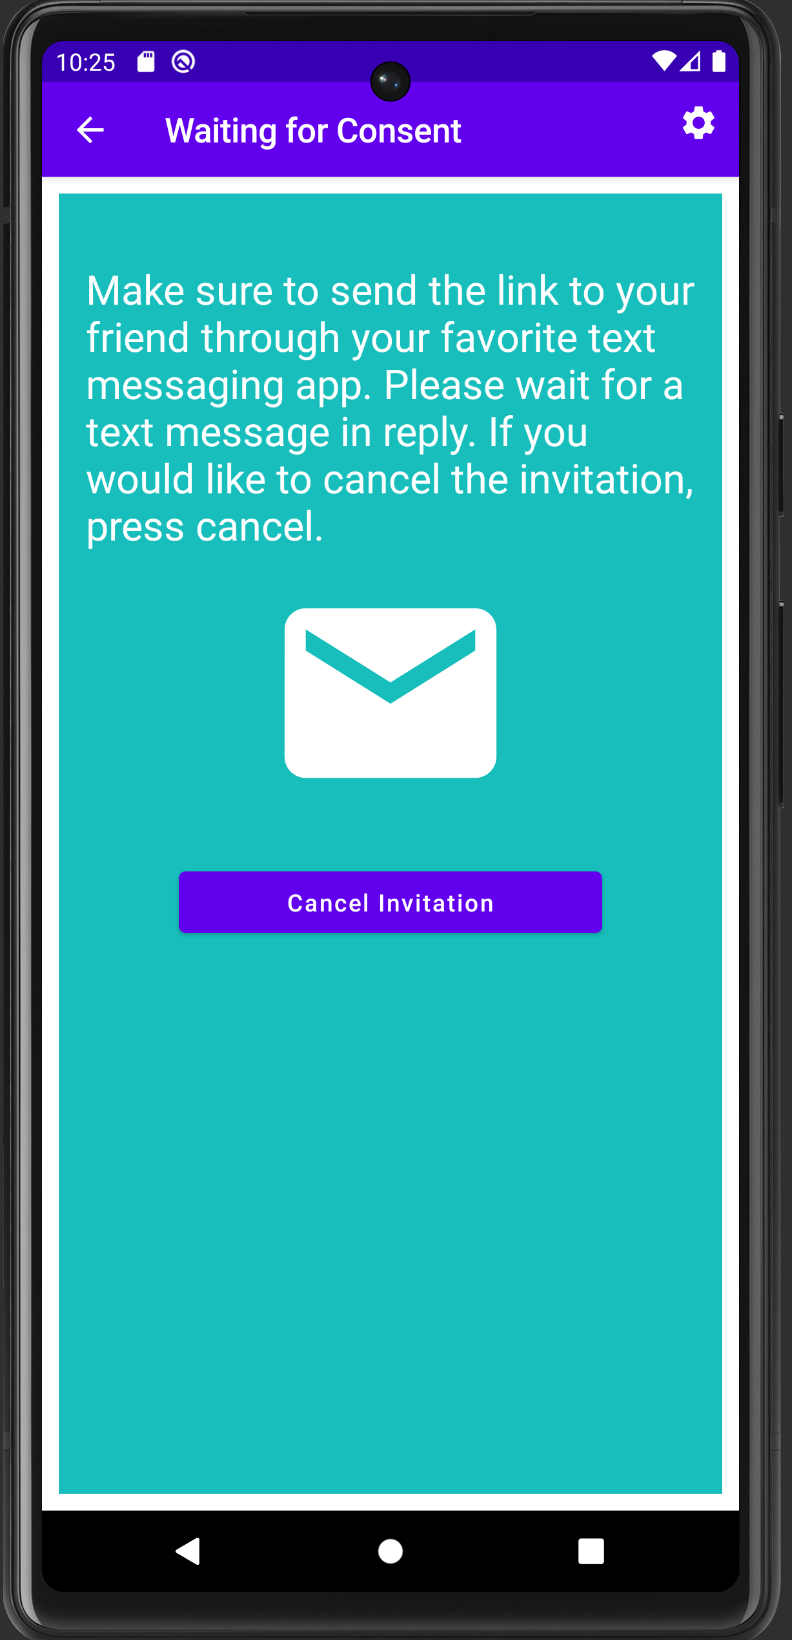 10:25
Waiting for Consent
Make sure to send the link to your
friend through your favorite text
messaging app. Please wait for a
text message in reply. If you
would like to cancel the invitation,
press cancel.
Cancel Invitation